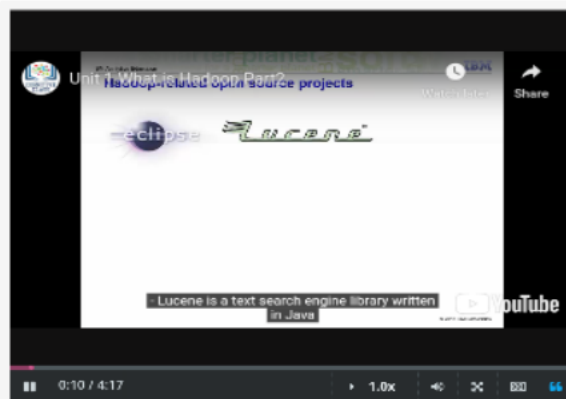 Unit 1 What is Hadoop Part2
IBM
Hadoop-related open source projects
Watch later
Share
eclipse
lucene
- Lucene is a text search engine library written
in Java
YouTube
0:10 / 4:17
1.0x